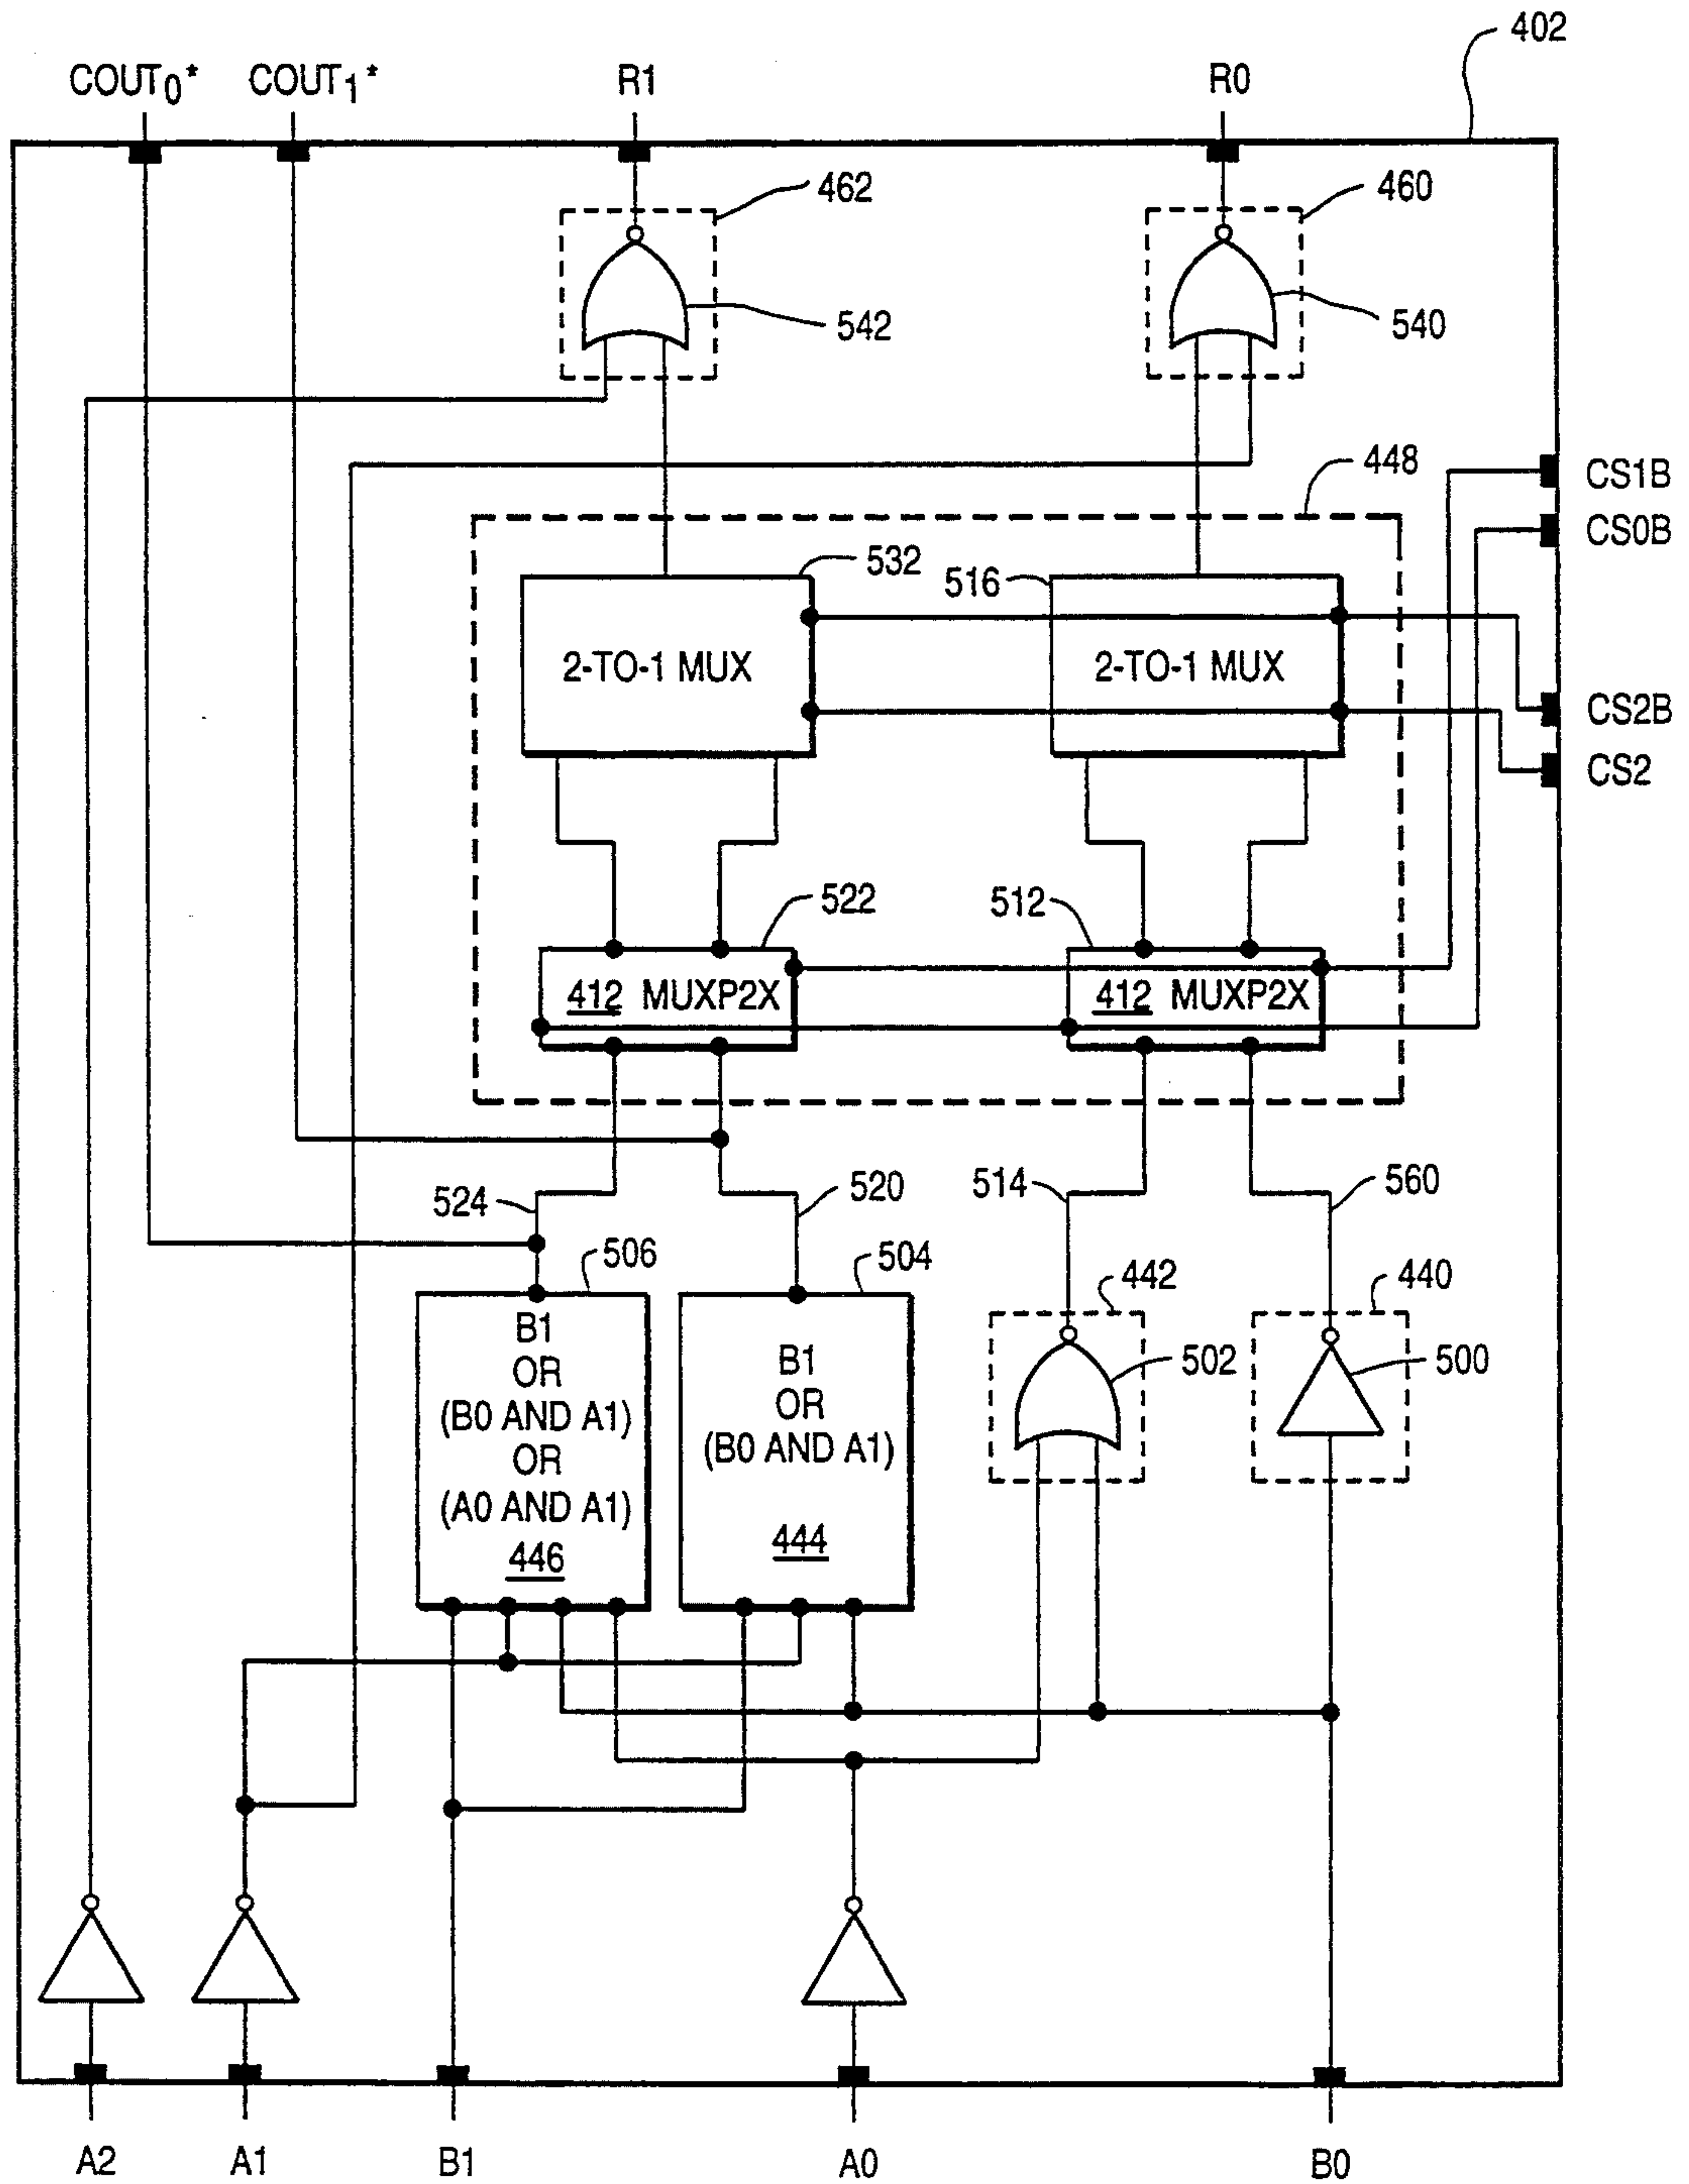 402
COUT0* COUT1* R1 R0
462 460
542 540
448
CS1B
CS0B
532 516
2-TO-1 MUX 2-TO-1 MUX
CS2B
CS2
522 512
412 MUXP2X 412 MUXP2X
524 520 514 560
506 504 442 440
B1
OR
(B0 AND A1)
OR
(A0 AND A1)
446
B1
OR
(B0 AND A1)
444
502 500
A2 A1 B1 A0 B0